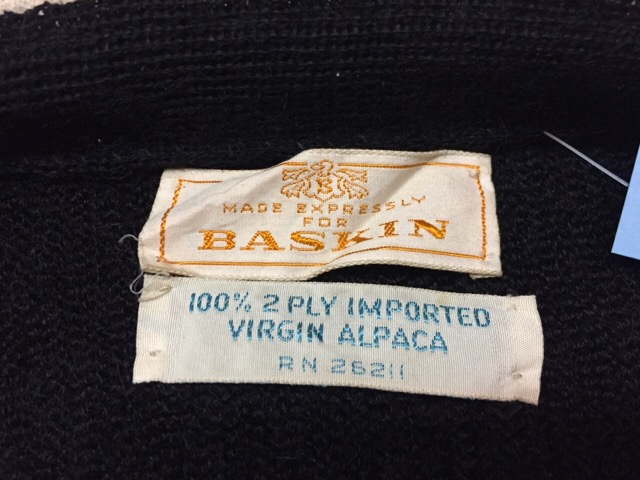 B
MADE EXPRESSLY
FOR
BASKIN
100% 2 PLY IMPORTED
VIRGIN ALPACA
RN 26211